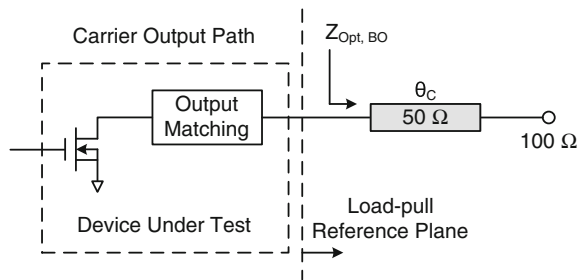 Carrier Output Path
Z_Opt, BO
θ_C
Output
Matching
50 Ω
100 Ω
Device Under Test
Load-pull
Reference Plane